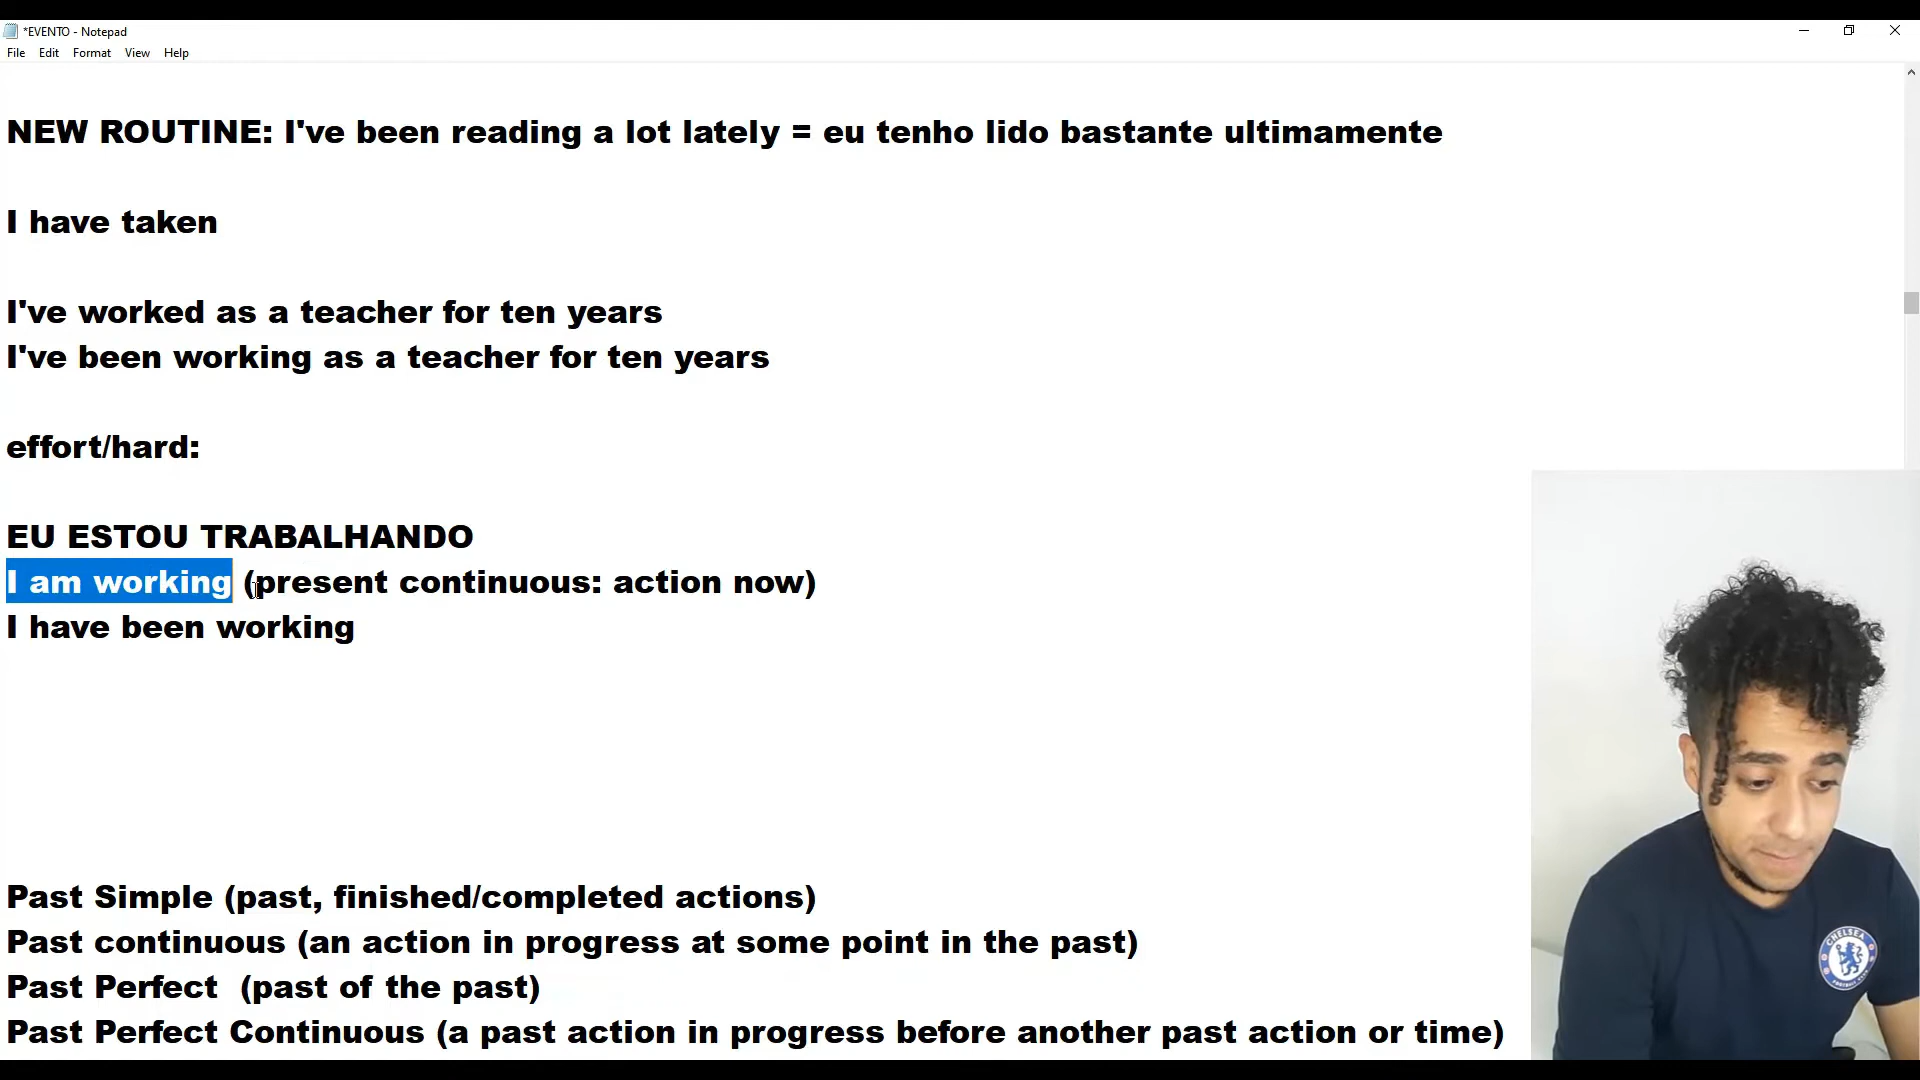 *EVENTO - Notepad
File Edit Format View Help
NEW ROUTINE: I've been reading a lot lately = eu tenho lido bastante ultimamente
I have taken
I've worked as a teacher for ten years
I've been working as a teacher for ten years
effort/hard:
EU ESTOU TRABALHANDO
I am working (present continuous: action now)
I have been working
Past Simple (past, finished/completed actions)
Past continuous (an action in progress at some point in the past)
Past Perfect  (past of the past)
Past Perfect Continuous (a past action in progress before another past action or time)
CHELSEA